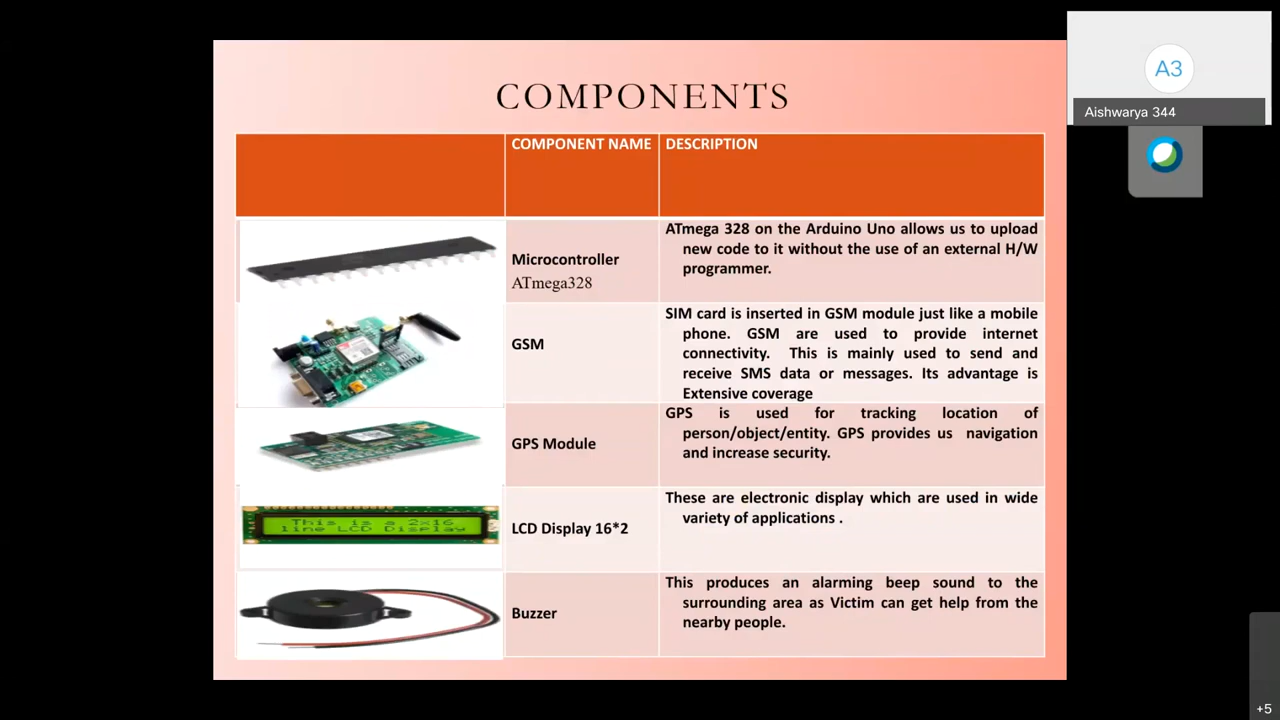 COMPONENTS
A3
Aishwarya 344
COMPONENT NAME
DESCRIPTION
Microcontroller
ATmega328
ATmega 328 on the Arduino Uno allows us to upload
new code to it without the use of an external H/W
programmer.
GSM
SIM card is inserted in GSM module just like a mobile
phone. GSM are used to provide internet
connectivity. This is mainly used to send and
receive SMS data or messages. Its advantage is
Extensive coverage
GPS Module
GPS is used for tracking location of
person/object/entity. GPS provides us navigation
and increase security.
This is a 2x16
line LCD Display
LCD Display 16*2
These are electronic display which are used in wide
variety of applications .
Buzzer
This produces an alarming beep sound to the
surrounding area as Victim can get help from the
nearby people.
+5